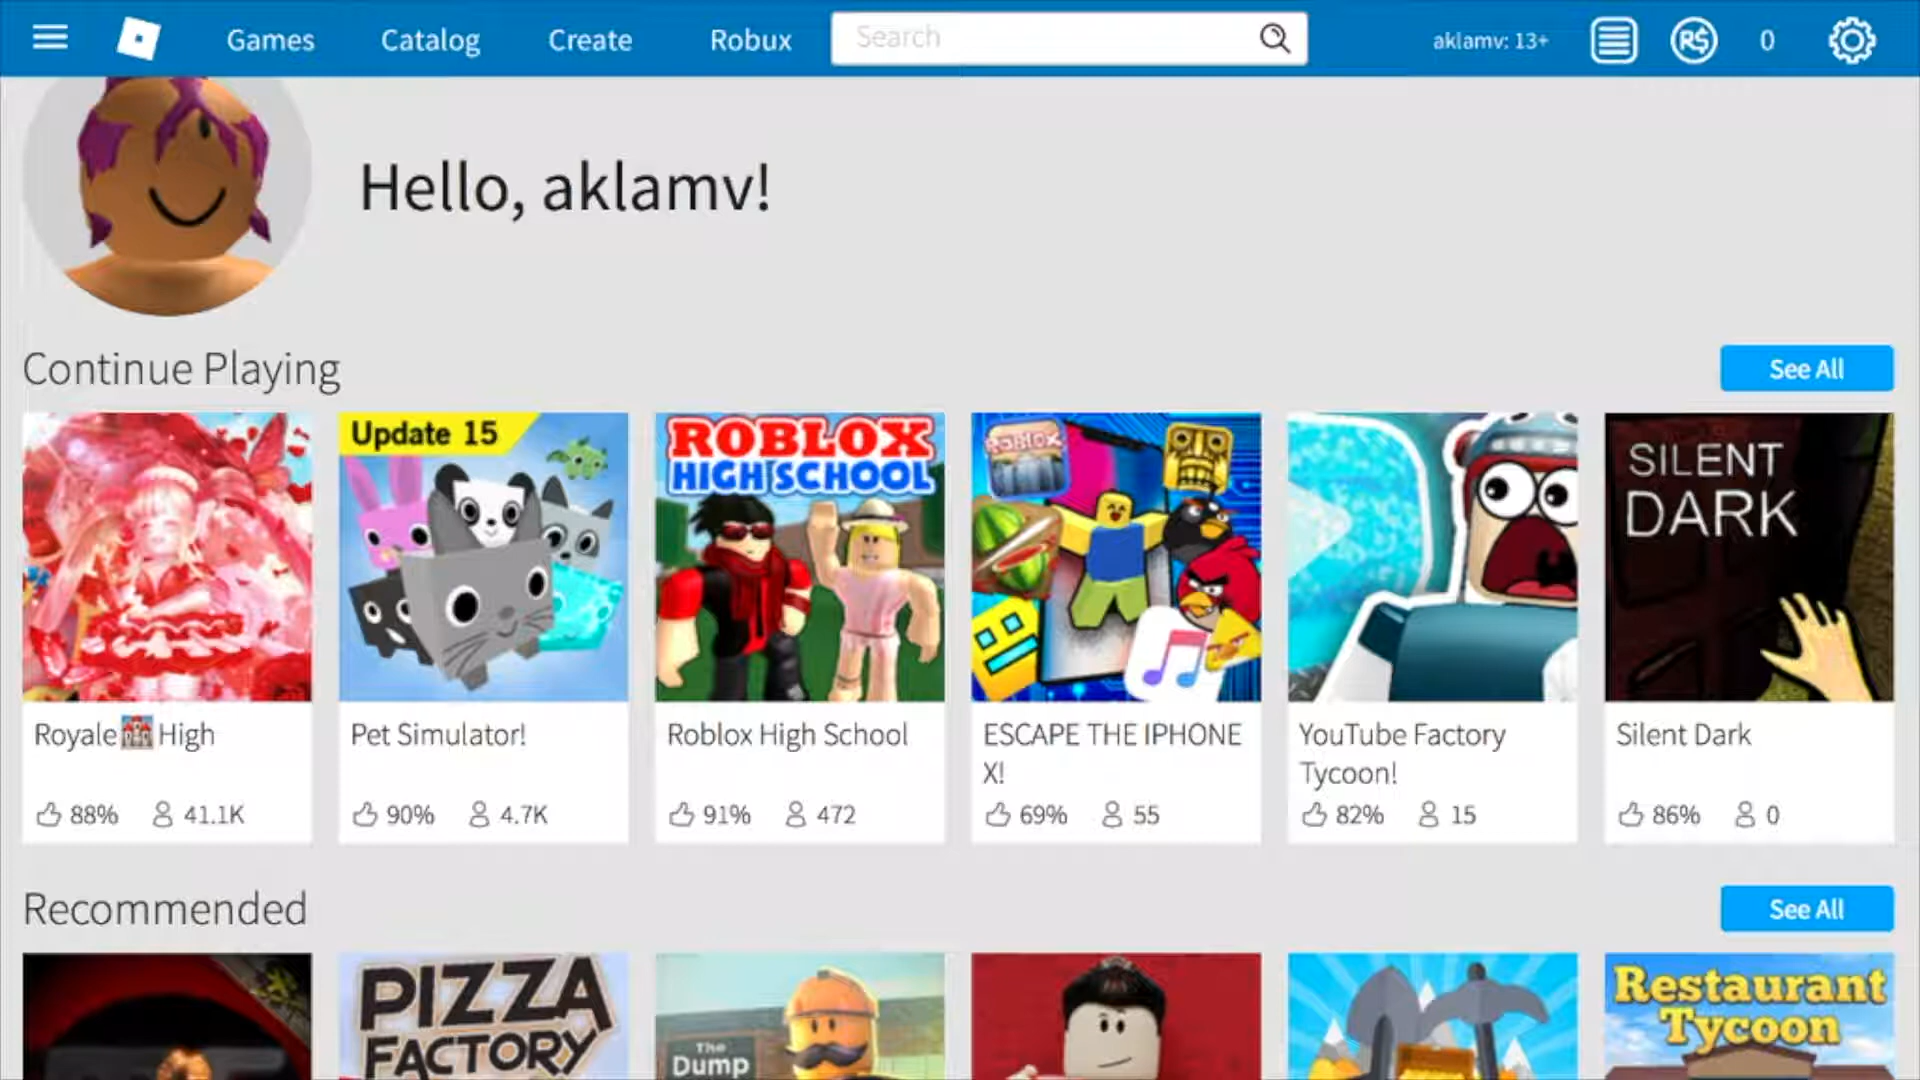 Games Catalog Create Robux Search aklamv: 13+ R$ 0
Hello, aklamv!
Continue Playing See All
Update 15
ROBLOX
HIGH SCHOOL
ROBLOX
SILENT
DARK
Royale High
88% 41.1K
Pet Simulator!
90% 4.7K
Roblox High School
91% 472
ESCAPE THE IPHONE
X!
69% 55
YouTube Factory
Tycoon!
82% 15
Silent Dark
86% 0
Recommended See All
PIZZA
FACTORY
The
Dump
Restaurant
Tycoon